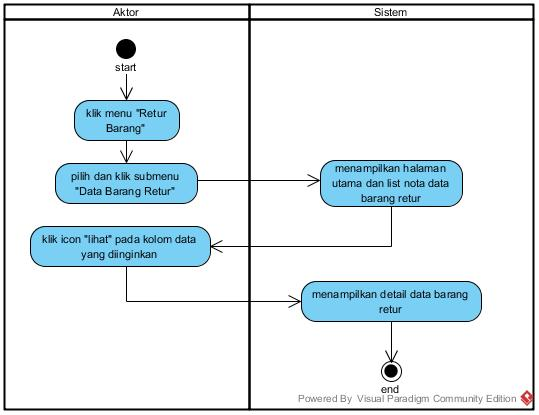 Aktor
Sistem
start
klik menu "Retur
Barang"
pilih dan klik submenu
"Data Barang Retur"
menampilkan halaman
utama dan list nota data
barang retur
klik icon "lihat" pada kolom data
yang diinginkan
menampilkan detail data barang
retur
end
Powered By Visual Paradigm Community Edition